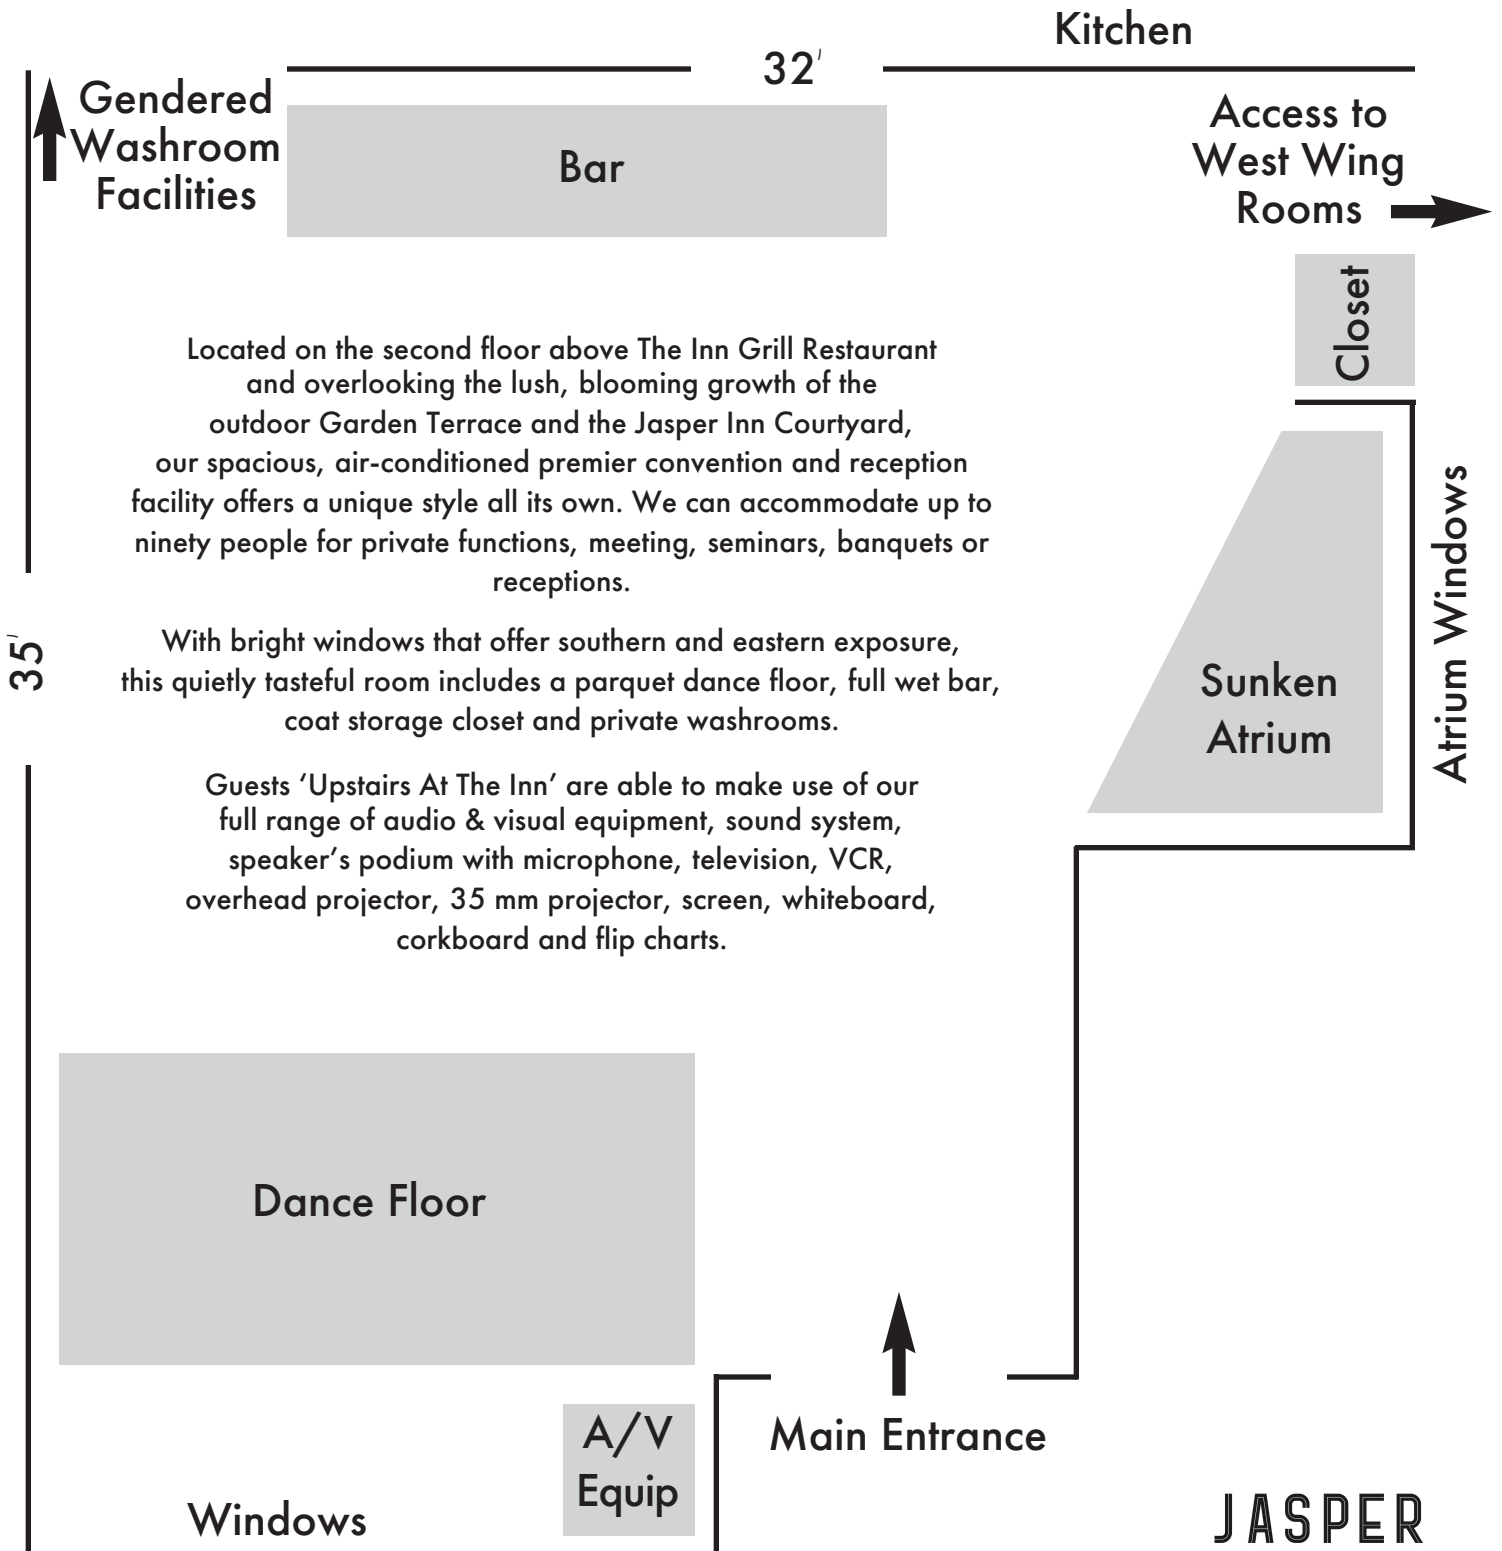 Kitchen
32'
Gendered
Washroom
Facilities
Bar
Access to
West Wing
Rooms
Closet
Located on the second floor above The Inn Grill Restaurant
and overlooking the lush, blooming growth of the
outdoor Garden Terrace and the Jasper Inn Courtyard,
our spacious, air-conditioned premier convention and reception
facility offers a unique style all its own. We can accommodate up to
ninety people for private functions, meeting, seminars, banquets or
receptions.
With bright windows that offer southern and eastern exposure,
this quietly tasteful room includes a parquet dance floor, full wet bar,
coat storage closet and private washrooms.
Guests ‘Upstairs At The Inn’ are able to make use of our
full range of audio & visual equipment, sound system,
speaker’s podium with microphone, television, VCR,
overhead projector, 35 mm projector, screen, whiteboard,
corkboard and flip charts.
35'
Sunken
Atrium
Atrium Windows
Dance Floor
Main Entrance
A/V
Equip
Windows
JASPER